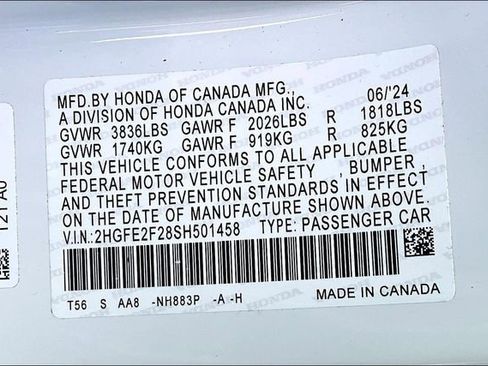 MFD.BY HONDA OF CANADA MFG., 06/'24
A DIVISION OF HONDA CANADA INC.
GVWR 3836LBS GAWR F 2026LBS R 1818LBS
GVWR 1740KG GAWR F 919KG R 825KG
THIS VEHICLE CONFORMS TO ALL APPLICABLE
FEDERAL MOTOR VEHICLE SAFETY , BUMPER ,
AND THEFT PREVENTION STANDARDS IN EFFECT
ON THE DATE OF MANUFACTURE SHOWN ABOVE.
V.I.N.:2HGFE2F28SH501458 TYPE: PASSENGER CAR
T56 S AA8 -NH883P -A -H MADE IN CANADA